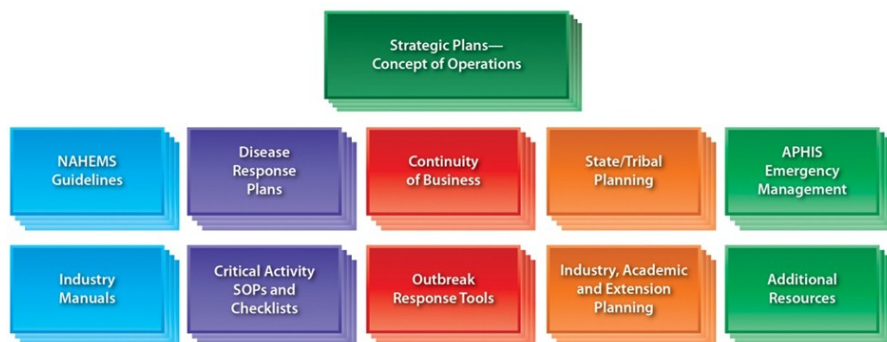 Strategic Plans—
Concept of Operations
NAHEMS
Guidelines
Disease
Response
Plans
Continuity
of Business
State/Tribal
Planning
APHIS
Emergency
Management
Industry
Manuals
Critical Activity
SOPs and
Checklists
Outbreak
Response Tools
Industry, Academic
and Extension
Planning
Additional
Resources